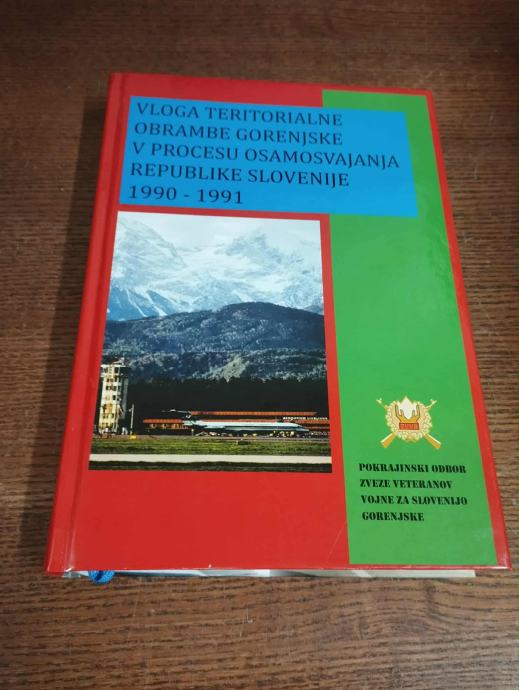 VLOGA TERITORIALNE
OBRAMBE GORENJSKE
V PROCESU OSAMOSVAJANJA
REPUBLIKE SLOVENIJE
1990 - 1991
POKRAJINSKI ODBOR
ZVEZE VETERANOV
VOJNE ZA SLOVENIJO
GORENJSKE